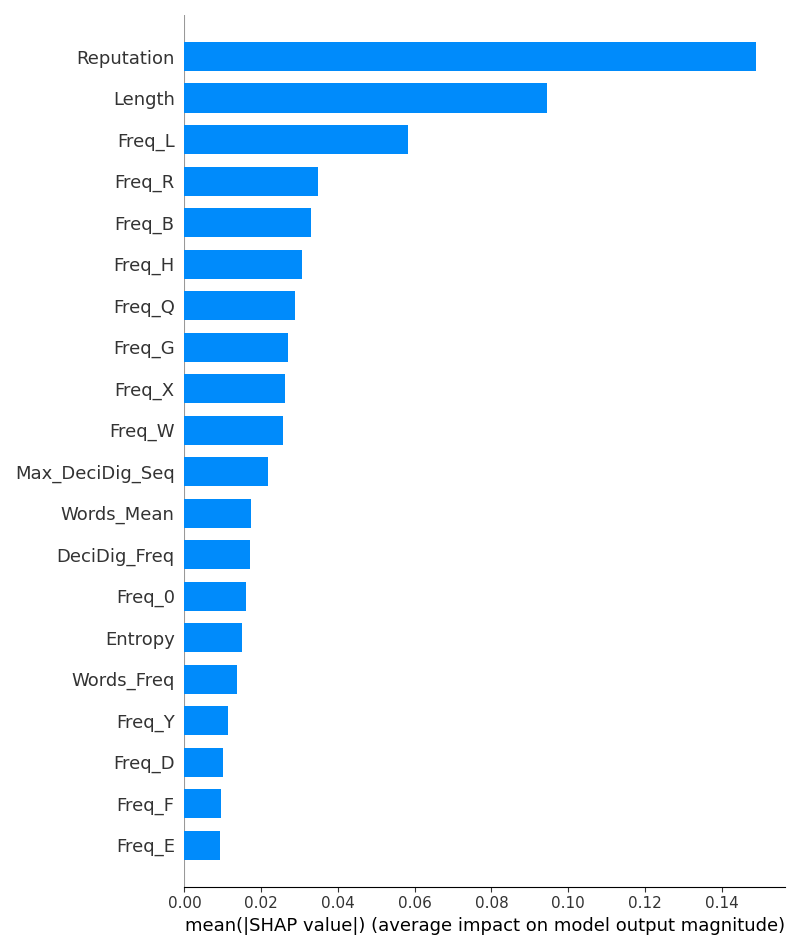 Reputation
Length
Freq_L
Freq_R
Freq_B
Freq_H
Freq_Q
Freq_G
Freq_X
Freq_W
Max_DeciDig_Seq
Words_Mean
DeciDig_Freq
Freq_0
Entropy
Words_Freq
Freq_Y
Freq_D
Freq_F
Freq_E
0.00 0.02 0.04 0.06 0.08 0.10 0.12 0.14
mean(|SHAP value|) (average impact on model output magnitude)